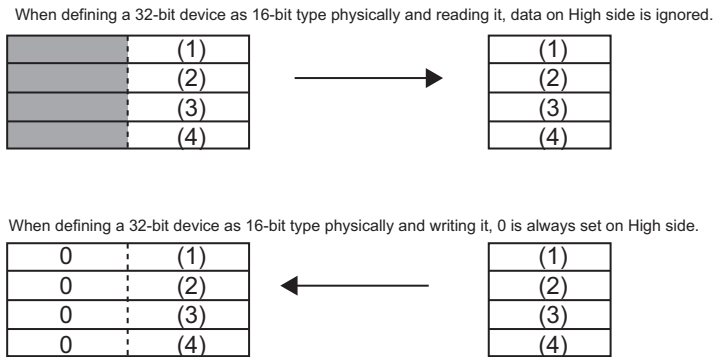 When defining a 32-bit device as 16-bit type physically and reading it, data on High side is ignored.
(1) (1)
(2) (2)
(3) (3)
(4) (4)
When defining a 32-bit device as 16-bit type physically and writing it, 0 is always set on High side.
0 (1) (1)
0 (2) (2)
0 (3) (3)
0 (4) (4)